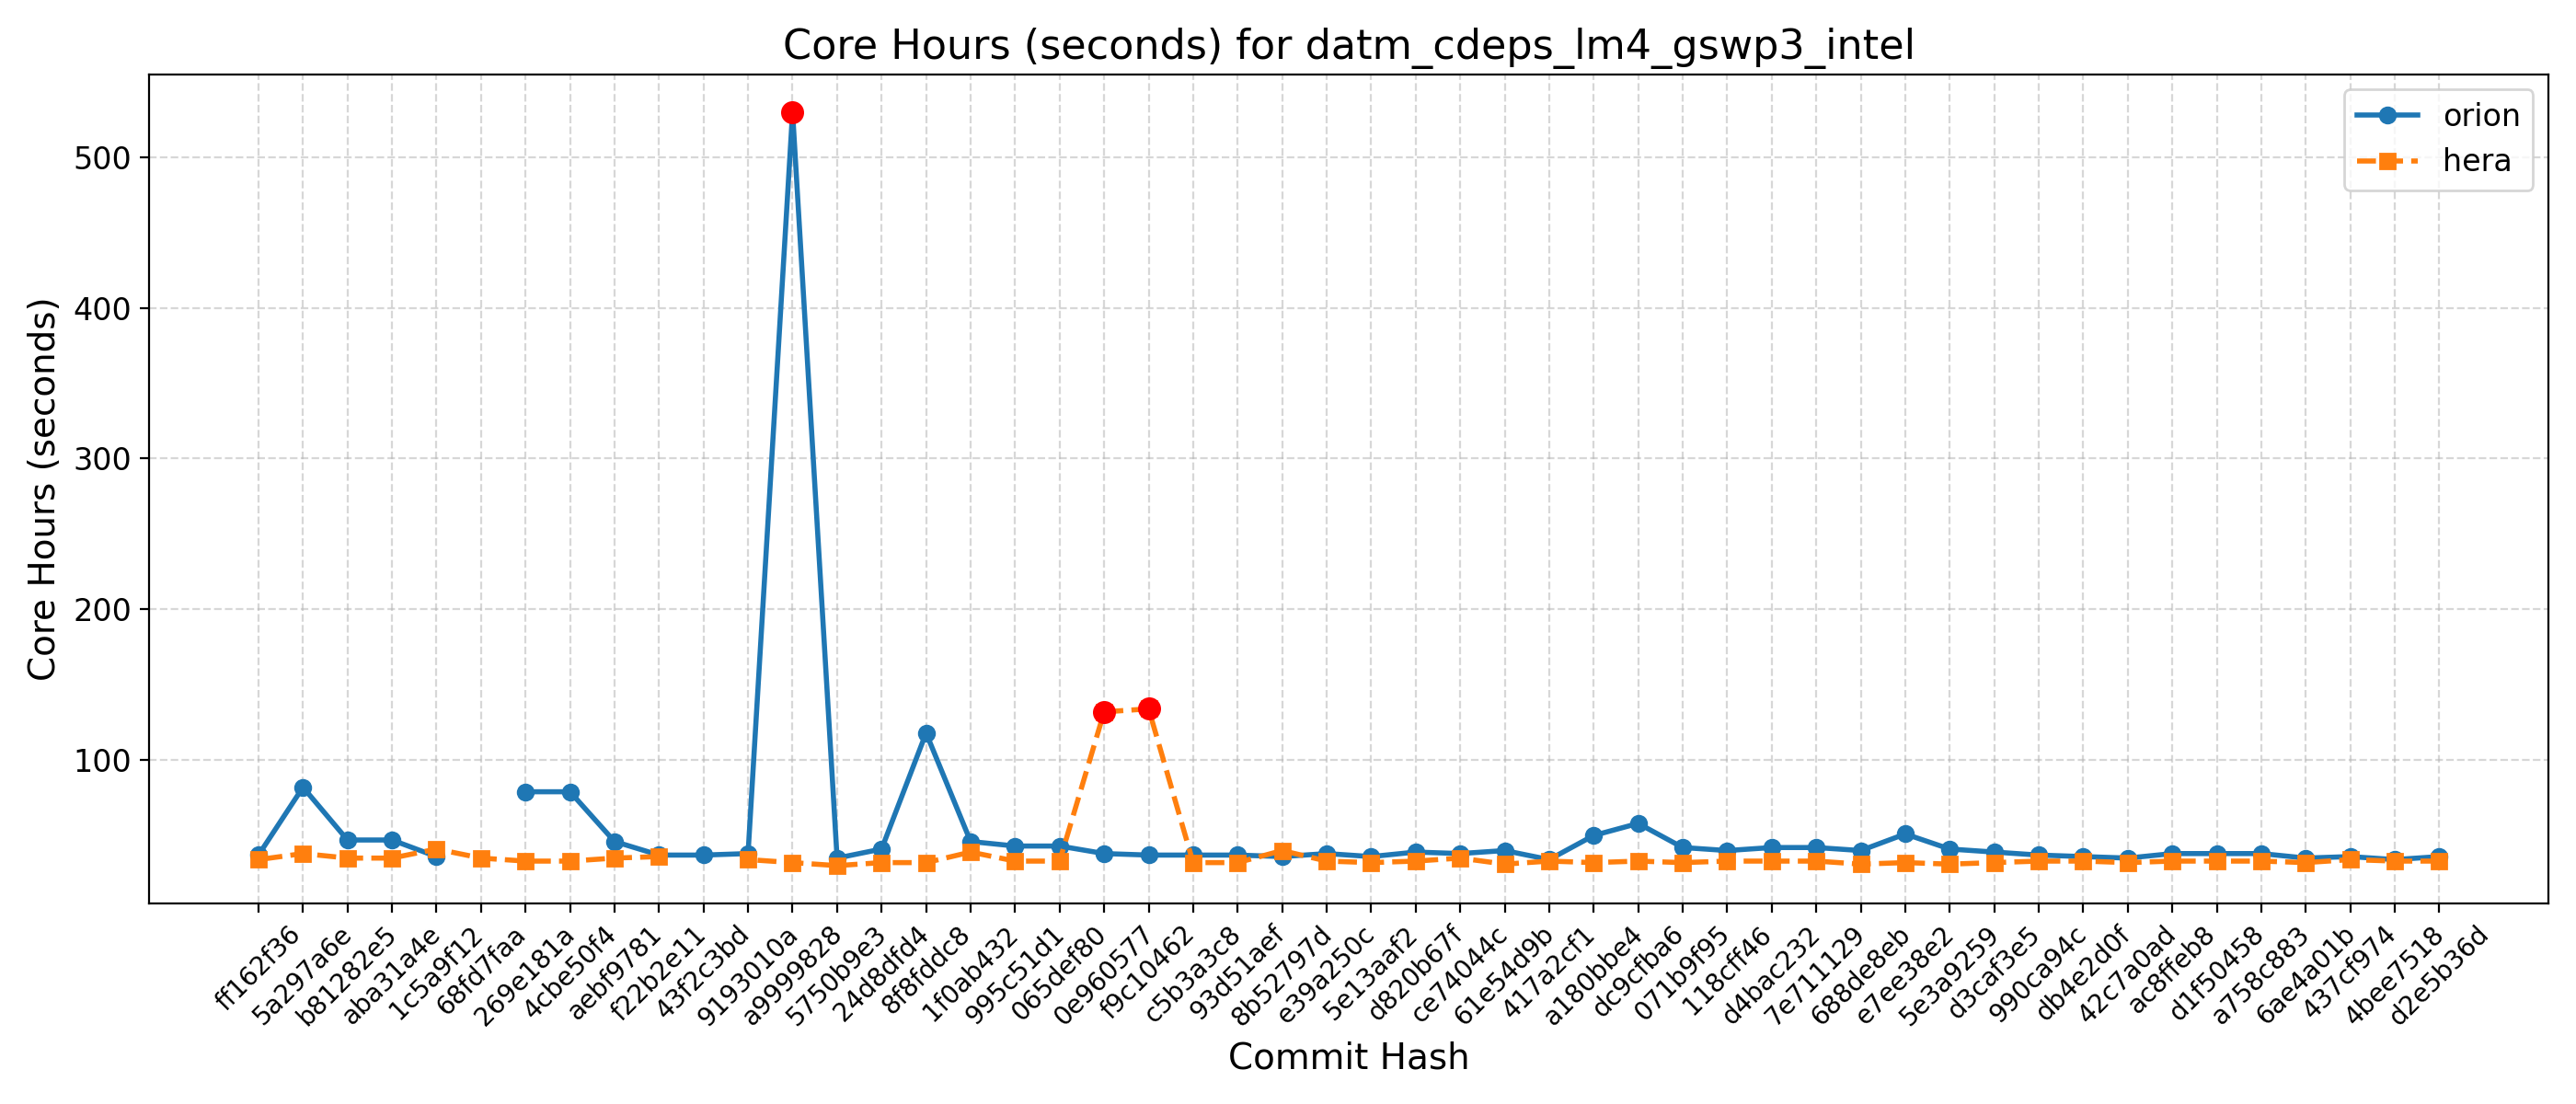 Core Hours (seconds) for datm_cdeps_lm4_gswp3_intel
orion
hera
Core Hours (seconds)
500
400
300
200
100
ff162f36
5a297a6e
b81282e5
aba31a4e
1c5a9f12
68fd7faa
269e181a
4cbe50f4
aebf9781
f22b2e11
43f2c3bd
9193010a
a9999828
5750b9e3
24d8dfd4
8f8fddc8
1f0ab432
995c51d1
065def80
0e960577
f9c10462
c5b3a3c8
93d51aef
8b52797d
e39a250c
5e13aaf2
d820b67f
ce74044c
61e54d9b
417a2cf1
a180bbe4
dc9cfba6
071b9f95
118cff46
d4bac232
7e711129
688de8eb
e7ee38e2
5e3a9259
d3caf3e5
990ca94c
db4e2d0f
42c7a0ad
ac8ffeb8
d1f50458
a758c883
6ae4a01b
437cf974
4bee7518
d2e5b36d
Commit Hash